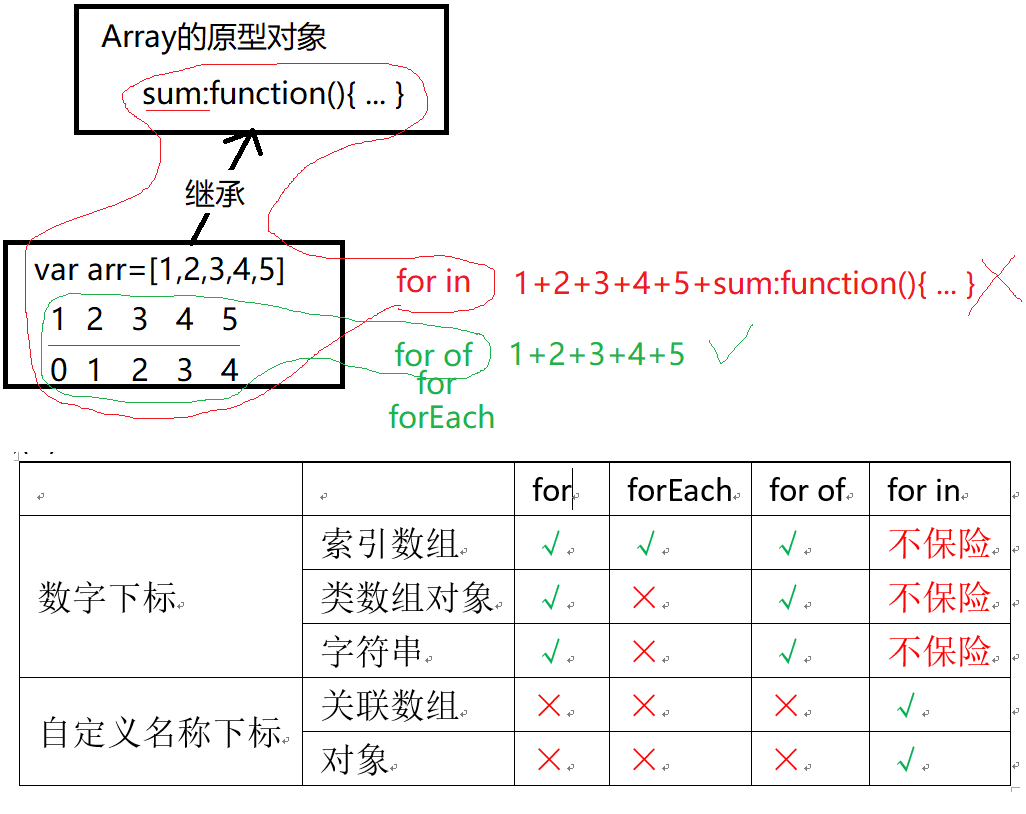 Array的原型对象
sum:function(){ ... }
继承
var arr=[1,2,3,4,5]
1 2 3 4 5
0 1 2 3 4
for in 1+2+3+4+5+sum:function(){ ... }
for of 1+2+3+4+5
for
forEach
for forEach for of for in
数字下标
索引数组 √ √ √ 不保险
类数组对象 √ × √ 不保险
字符串 √ × √ 不保险
自定义名称下标
关联数组 × × × √
对象 × × × √